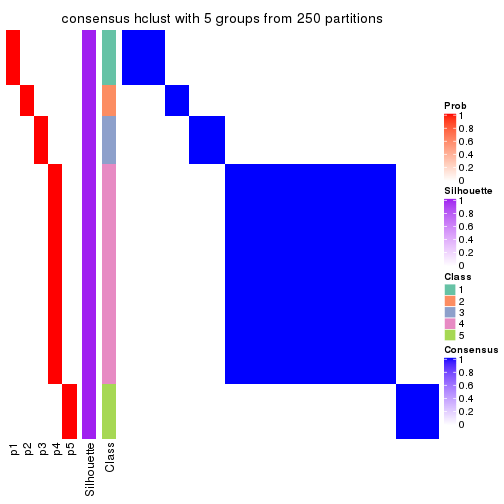 consensus hclust with 5 groups from 250 partitions
Prob
1
0.8
0.6
0.4
0.2
0
Silhouette
1
0.8
0.6
0.4
0.2
0
Class
1
2
3
4
5
Consensus
1
0.8
0.6
0.4
0.2
0
p1
p2
p3
p4
p5
Silhouette
Class